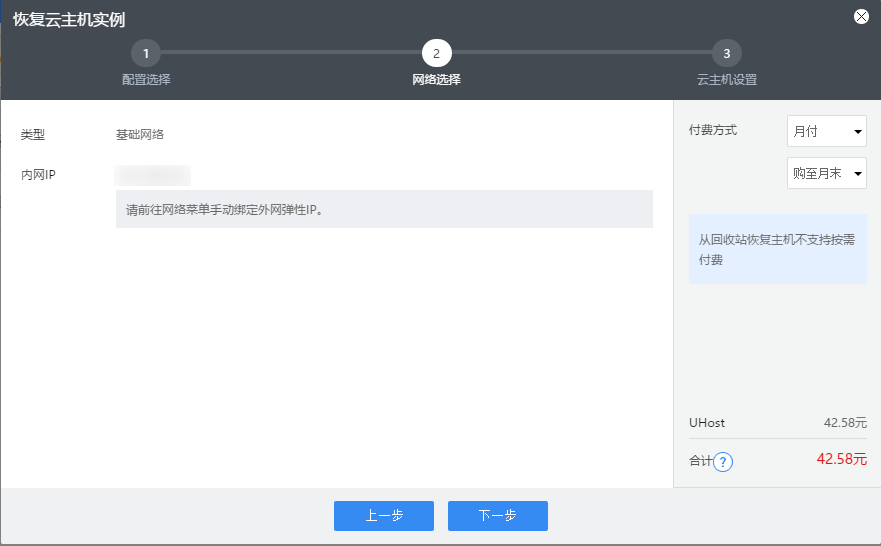 恢复云主机实例
1
2
3
配置选择
网络选择
云主机设置
类型
基础网络
内网IP
请前往网络菜单手动绑定外网弹性IP。
付费方式
月付
购至月末
从回收站恢复主机不支持按需
付费
UHost
42.58元
合计?
42.58元
上一步
下一步